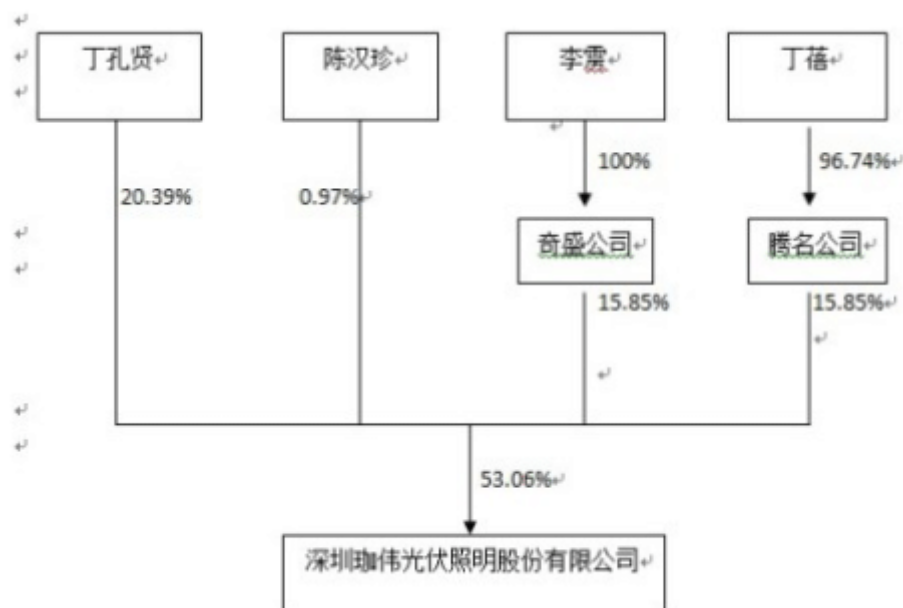 丁孔贤
陈汉珍
李雳
丁蓓
100%
96.74%
20.39%
0.97%
奇盛公司
腾名公司
15.85%
15.85%
53.06%
深圳珈伟光伏照明股份有限公司